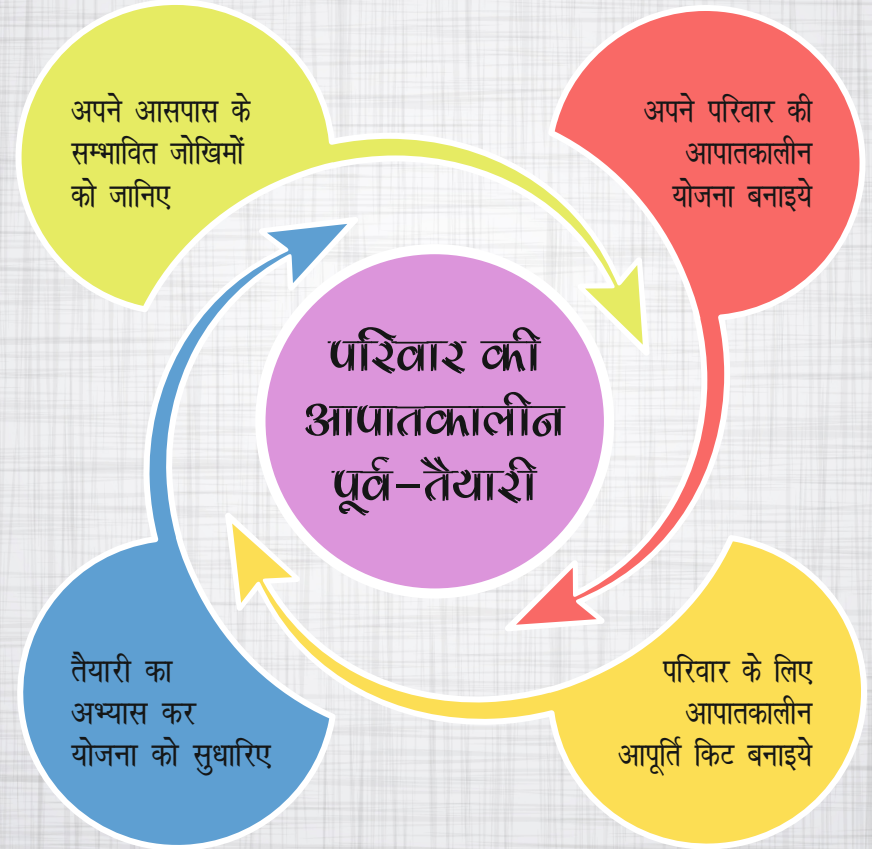 अपने आसपास के
सम्भावित जोखिमों
को जानिए
अपने परिवार की
आपातकालीन
योजना बनाइये
परिवार की
आपातकालीन
पूर्व-तैयारी
तैयारी का
अभ्यास कर
योजना को सुधारिए
परिवार के लिए
आपातकालीन
आपूर्ति किट बनाइये